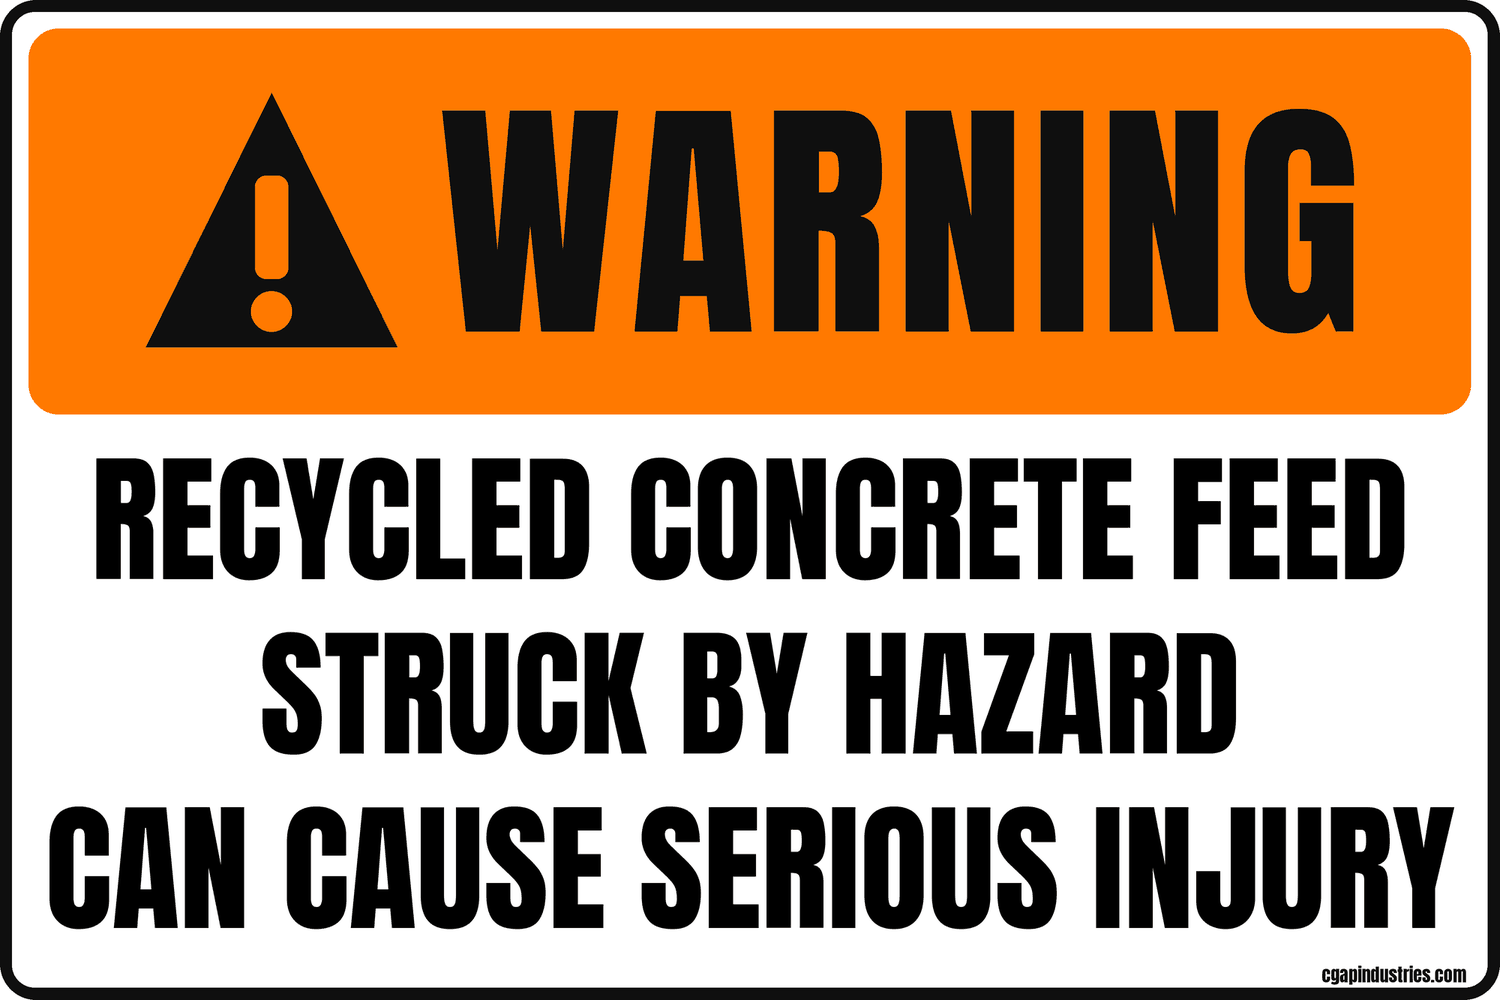 WARNING
RECYCLED CONCRETE FEED
STRUCK BY HAZARD
CAN CAUSE SERIOUS INJURY
cgapindustries.com